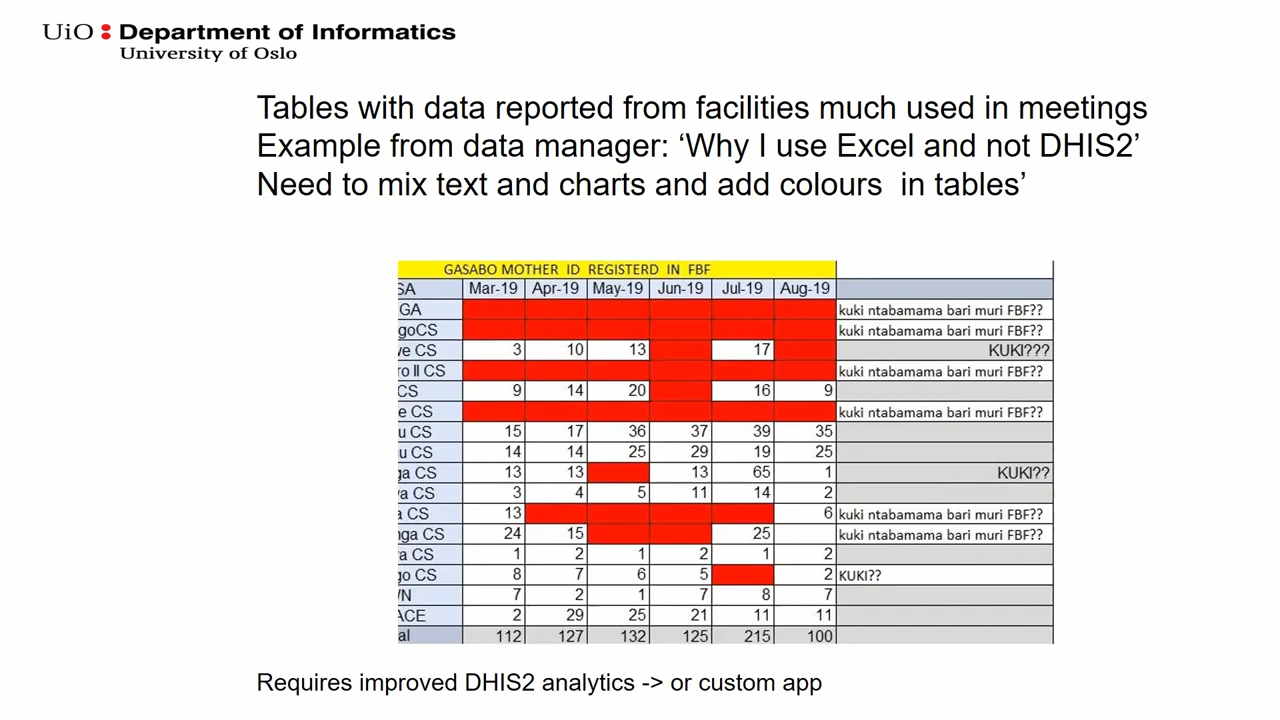 UiO Department of Informatics
University of Oslo
Tables with data reported from facilities much used in meetings
Example from data manager: ‘Why I use Excel and not DHIS2’
Need to mix text and charts and add colours in tables’
GASABO MOTHER ID REGISTERD IN FBF
SA Mar-19 Apr-19 May-19 Jun-19 Jul-19 Aug-19
GA kuki ntabamama bari muri FBF??
goCS kuki ntabamama bari muri FBF??
ve CS 3 10 13 17 KUKI???
ro II CS kuki ntabamama bari muri FBF??
CS 9 14 20 16 9
e CS kuki ntabamama bari muri FBF??
u CS 15 17 36 37 39 35
u CS 14 14 25 29 19 25
ga CS 13 13 13 65 1 KUKI??
va CS 3 4 5 11 14 2
a CS 13 6 kuki ntabamama bari muri FBF??
nga CS 24 15 25 kuki ntabamama bari muri FBF??
ra CS 1 2 1 2 1 2
go CS 8 7 6 5 2 KUKI??
VN 7 2 1 7 8 7
ACE 2 29 25 21 11 11
al 112 127 132 125 215 100
Requires improved DHIS2 analytics -> or custom app